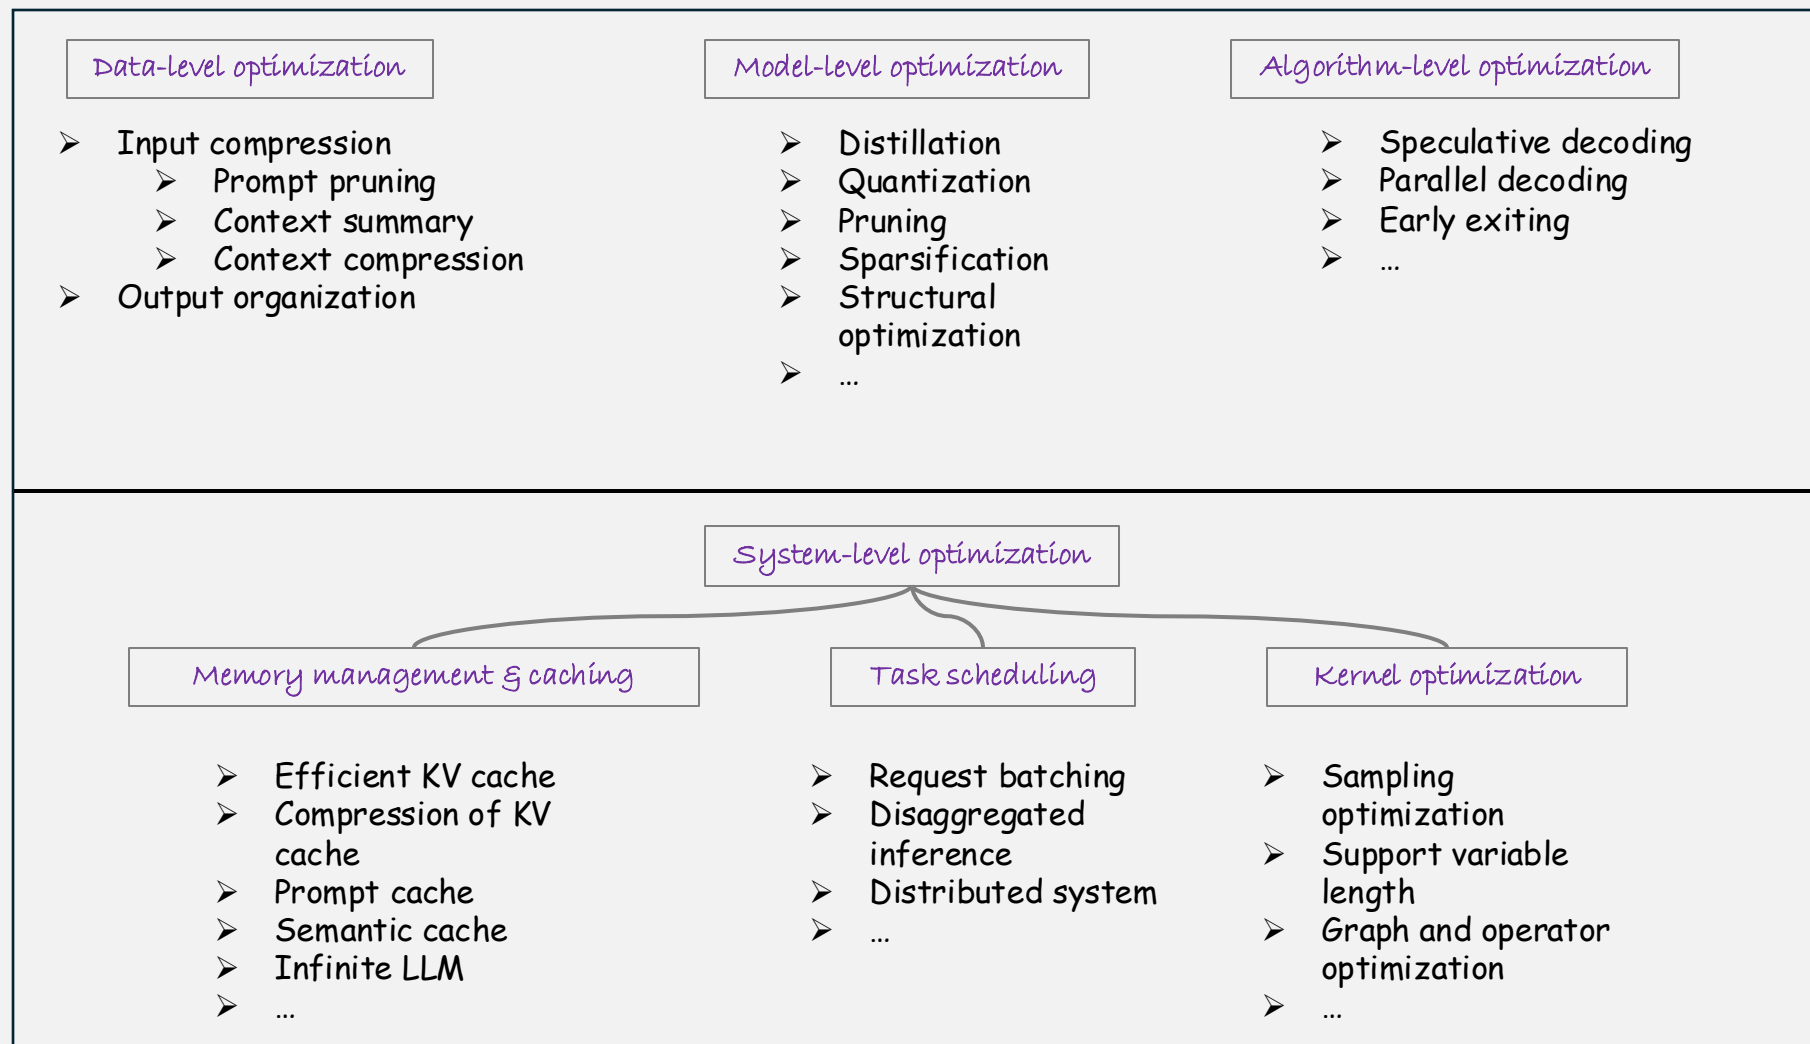 Data-level optimization
Input compression
Prompt pruning
Context summary
Context compression
Output organization
Model-level optimization
Distillation
Quantization
Pruning
Sparsification
Structural
optimization
...
Algorithm-level optimization
Speculative decoding
Parallel decoding
Early exiting
...
System-level optimization
Memory management & caching
Efficient KV cache
Compression of KV
cache
Prompt cache
Semantic cache
Infinite LLM
...
Task scheduling
Request batching
Disaggregated
inference
Distributed system
...
Kernel optimization
Sampling
optimization
Support variable
length
Graph and operator
optimization
...